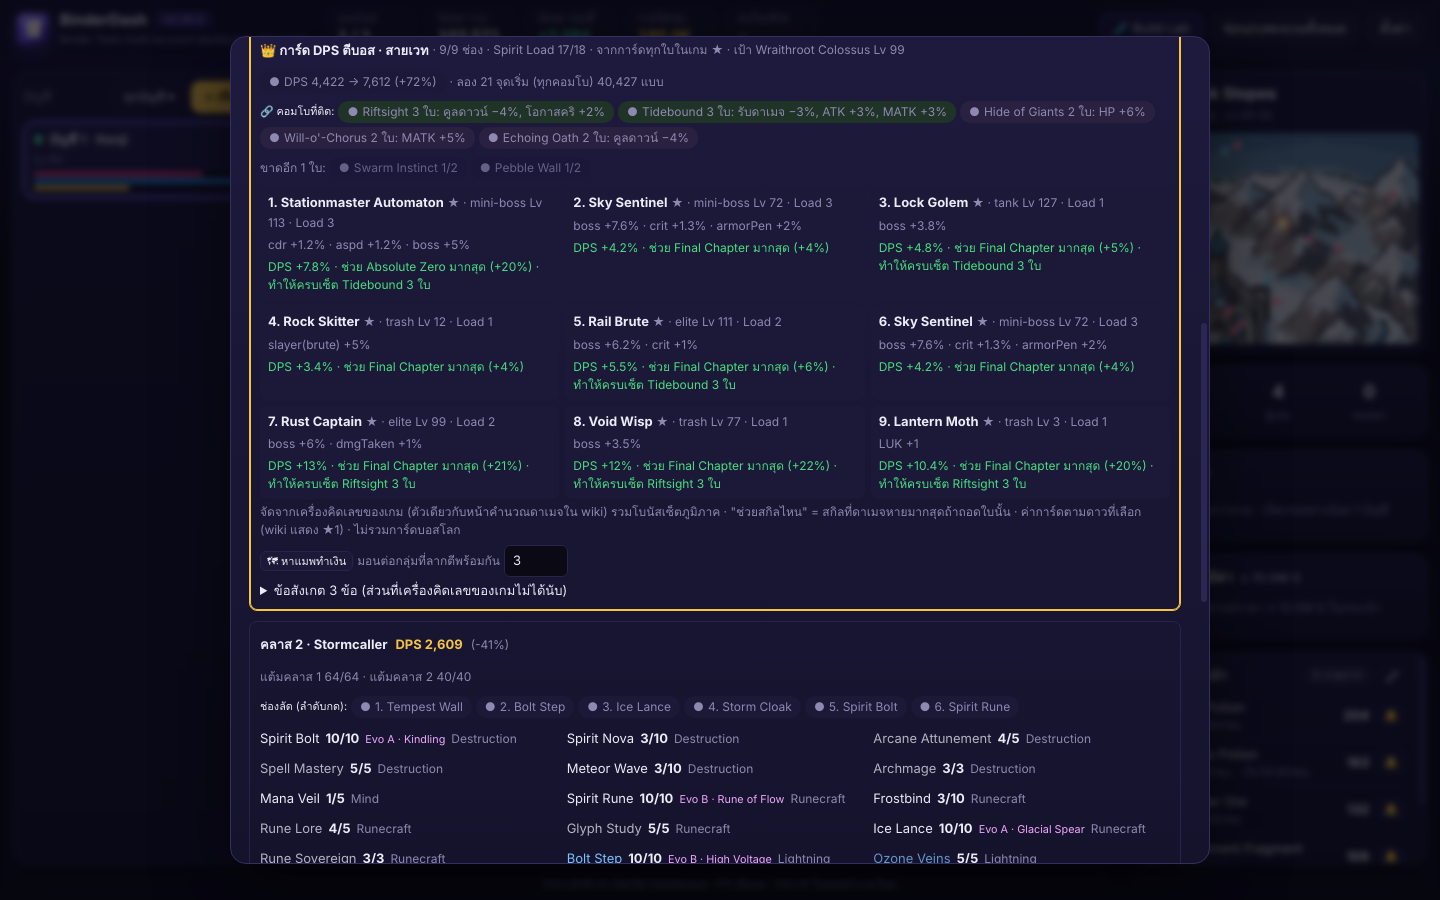 BinderDash
👑 การ์ด DPS ตีบอส · สายเวท · 9/9 ช่อง · Spirit Load 17/18 · จากการ์ดทุกใบในเกม ★ · เป้า Wraithroot Colossus Lv 99
● DPS 4,422 → 7,612 (+72%) · ลอง 21 จุดเริ่ม (ทุกคอมโบ) 40,427 แบบ
🔗 คอมโบที่ติด: ● Riftsight 3 ใบ: คูลดาวน์ −4%, โอกาสคริ +2% ● Tidebound 3 ใบ: รับดาเมจ −3%, ATK +3%, MATK +3% ● Hide of Giants 2 ใบ: HP +6%
● Will-o'-Chorus 2 ใบ: MATK +5% ● Echoing Oath 2 ใบ: คูลดาวน์ −4%
ขาดอีก 1 ใบ: ● Swarm Instinct 1/2 ● Pebble Wall 1/2
1. Stationmaster Automaton ★ · mini-boss Lv 113 · Load 3
cdr +1.2% · aspd +1.2% · boss +5%
DPS +7.8% · ช่วย Absolute Zero มากสุด (+20%) ·
ทำให้ครบเซ็ต Tidebound 3 ใบ
2. Sky Sentinel ★ · mini-boss Lv 72 · Load 3
boss +7.6% · crit +1.3% · armorPen +2%
DPS +4.2% · ช่วย Final Chapter มากสุด (+4%)
3. Lock Golem ★ · tank Lv 127 · Load 1
boss +3.8%
DPS +4.8% · ช่วย Final Chapter มากสุด (+5%) ·
ทำให้ครบเซ็ต Tidebound 3 ใบ
4. Rock Skitter ★ · trash Lv 12 · Load 1
slayer(brute) +5%
DPS +3.4% · ช่วย Final Chapter มากสุด (+4%)
5. Rail Brute ★ · elite Lv 111 · Load 2
boss +6.2% · crit +1%
DPS +5.5% · ช่วย Final Chapter มากสุด (+6%) ·
ทำให้ครบเซ็ต Tidebound 3 ใบ
6. Sky Sentinel ★ · mini-boss Lv 72 · Load 3
boss +7.6% · crit +1.3% · armorPen +2%
DPS +4.2% · ช่วย Final Chapter มากสุด (+4%)
7. Rust Captain ★ · elite Lv 99 · Load 2
boss +6% · dmgTaken +1%
DPS +13% · ช่วย Final Chapter มากสุด (+21%) ·
ทำให้ครบเซ็ต Riftsight 3 ใบ
8. Void Wisp ★ · trash Lv 77 · Load 1
boss +3.5%
DPS +12% · ช่วย Final Chapter มากสุด (+22%) ·
ทำให้ครบเซ็ต Riftsight 3 ใบ
9. Lantern Moth ★ · trash Lv 3 · Load 1
LUK +1
DPS +10.4% · ช่วย Final Chapter มากสุด (+20%) ·
ทำให้ครบเซ็ต Riftsight 3 ใบ
จัดจากเครื่องคิดเลขของเกม (ตัวเดียวกับหน้าคำนวณดาเมจใน wiki) รวมโบนัสเซ็ตภูมิภาค · "ช่วยสกิลไหน" = สกิลที่ดาเมจหายมากสุดถ้าถอดใบนั้น · ค่าการ์ดตามดาวที่เลือก
(wiki แสดง ★1) · ไม่รวมการ์ดบอสโลก
🗺 หาแมพทำเงิน มอนต่อกลุ่มที่ลากตีพร้อมกัน 3
▶ ข้อสังเกต 3 ข้อ (ส่วนที่เครื่องคิดเลขของเกมไม่ได้นับ)
คลาส 2 · Stormcaller DPS 2,609 (-41%)
แต้มคลาส 1 64/64 · แต้มคลาส 2 40/40
ช่องลัด (ลำดับกด): ● 1. Tempest Wall ● 2. Bolt Step ● 3. Ice Lance ● 4. Storm Cloak ● 5. Spirit Bolt ● 6. Spirit Rune
Spirit Bolt 10/10 Evo A · Kindling Destruction
Spirit Nova 3/10 Destruction
Arcane Attunement 4/5 Destruction
Spell Mastery 5/5 Destruction
Meteor Wave 3/10 Destruction
Archmage 3/3 Destruction
Mana Veil 1/5 Mind
Spirit Rune 10/10 Evo B · Rune of Flow Runecraft
Frostbind 3/10 Runecraft
Rune Lore 4/5 Runecraft
Glyph Study 5/5 Runecraft
Ice Lance 10/10 Evo A · Glacial Spear Runecraft
Rune Sovereign 3/3 Runecraft
Bolt Step 10/10 Evo B · High Voltage Lightning
Ozone Veins 5/5 Lightning